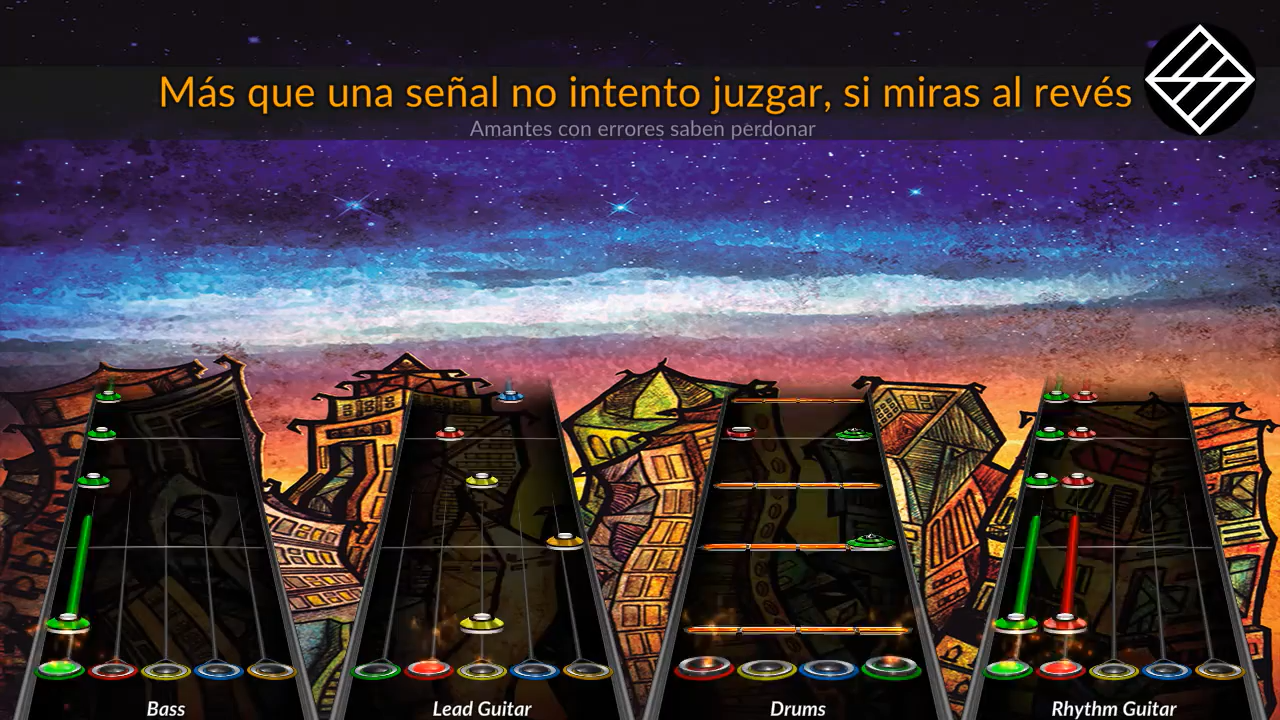 Más que una señal no intento juzgar, si miras al revés
Amantes con errores saben perdonar
Bass
Lead Guitar
Drums
Rhythm Guitar